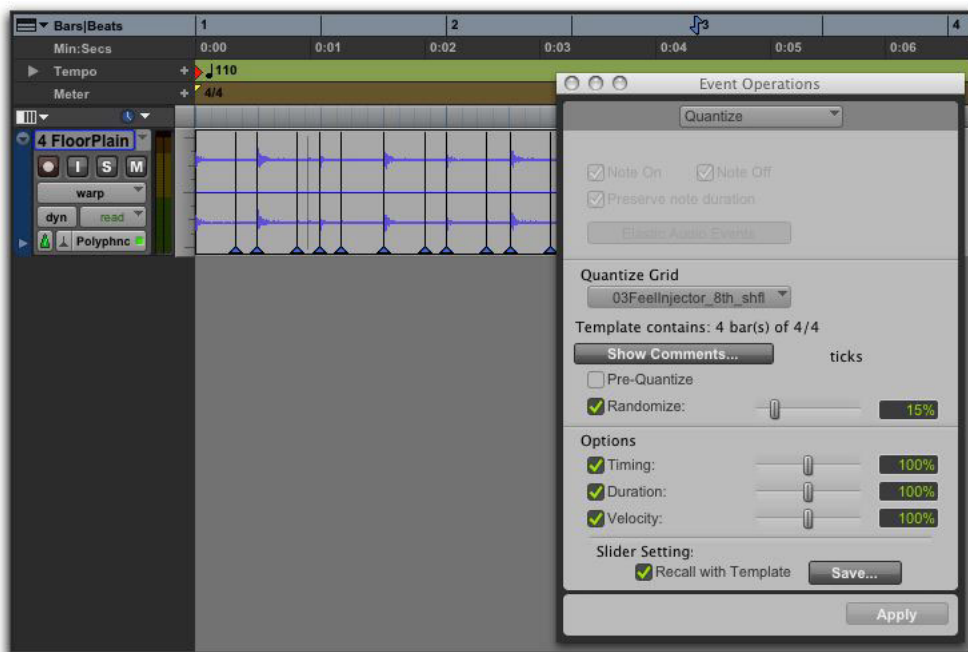 Bars|Beats 1 2 3 4
Min:Secs 0:00 0:01 0:02 0:03 0:04 0:05 0:06
Tempo + 110
Meter + 4/4
Event Operations
Quantize
4 FloorPlain
I S M
warp
dyn read
Polyphnc
Note On Note Off
Preserve note duration
Elastic Audio Events
Quantize Grid
03FeelInjector_8th_shfl
Template contains: 4 bar(s) of 4/4
Show Comments... ticks
Pre-Quantize
Randomize: 15%
Options
Timing: 100%
Duration: 100%
Velocity: 100%
Slider Setting:
Recall with Template Save...
Apply